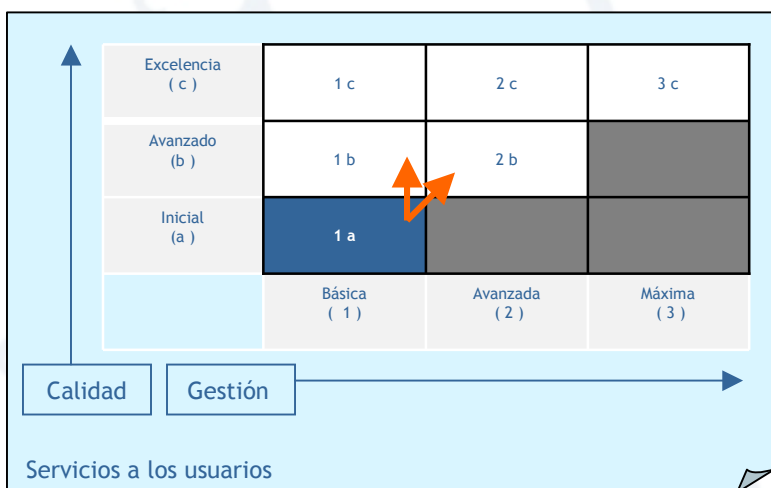 Excelencia
( c )
1 c
2 c
3 c
Avanzado
(b )
1 b
2 b
Inicial
(a )
1 a
Básica
( 1 )
Avanzada
( 2 )
Máxima
( 3 )
Calidad
Gestión
Servicios a los usuarios